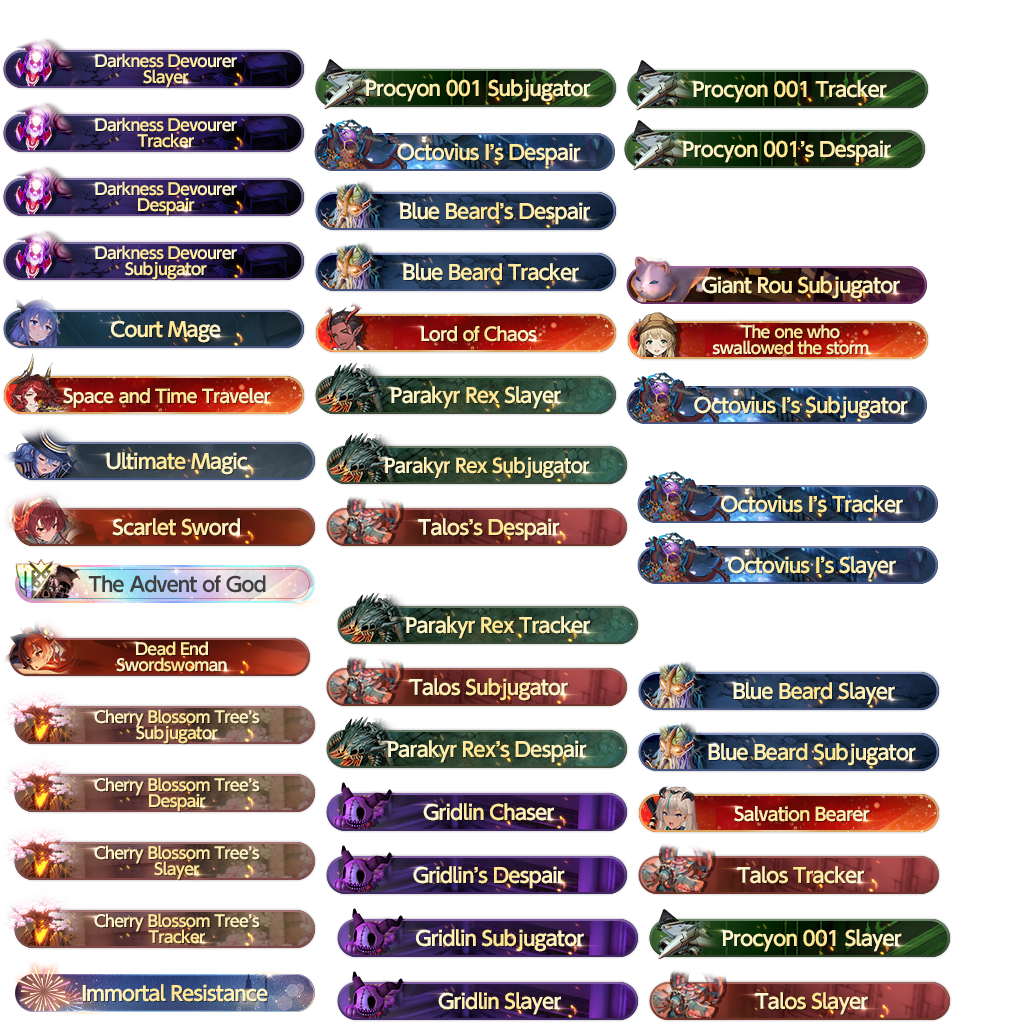 Darkness Devourer
Slayer
Darkness Devourer
Tracker
Darkness Devourer
Despair
Darkness Devourer
Subjugator
Court Mage
Space and Time Traveler
Ultimate Magic
Scarlet Sword
The Advent of God
Dead End
Swordswoman
Cherry Blossom Tree's
Subjugator
Cherry Blossom Tree's
Despair
Cherry Blossom Tree's
Slayer
Cherry Blossom Tree's
Tracker
Immortal Resistance
Procyon 001 Subjugator
Octovius I's Despair
Blue Beard's Despair
Blue Beard Tracker
Lord of Chaos
Parakyr Rex Slayer
Parakyr Rex Subjugator
Talos's Despair
Parakyr Rex Tracker
Talos Subjugator
Parakyr Rex's Despair
Gridlin Chaser
Gridlin's Despair
Gridlin Subjugator
Gridlin Slayer
Procyon 001 Tracker
Procyon 001's Despair
Giant Rou Subjugator
The one who
swallowed the storm
Octovius I's Subjugator
Octovius I's Tracker
Octovius I's Slayer
Blue Beard Slayer
Blue Beard Subjugator
Salvation Bearer
Talos Tracker
Procyon 001 Slayer
Talos Slayer